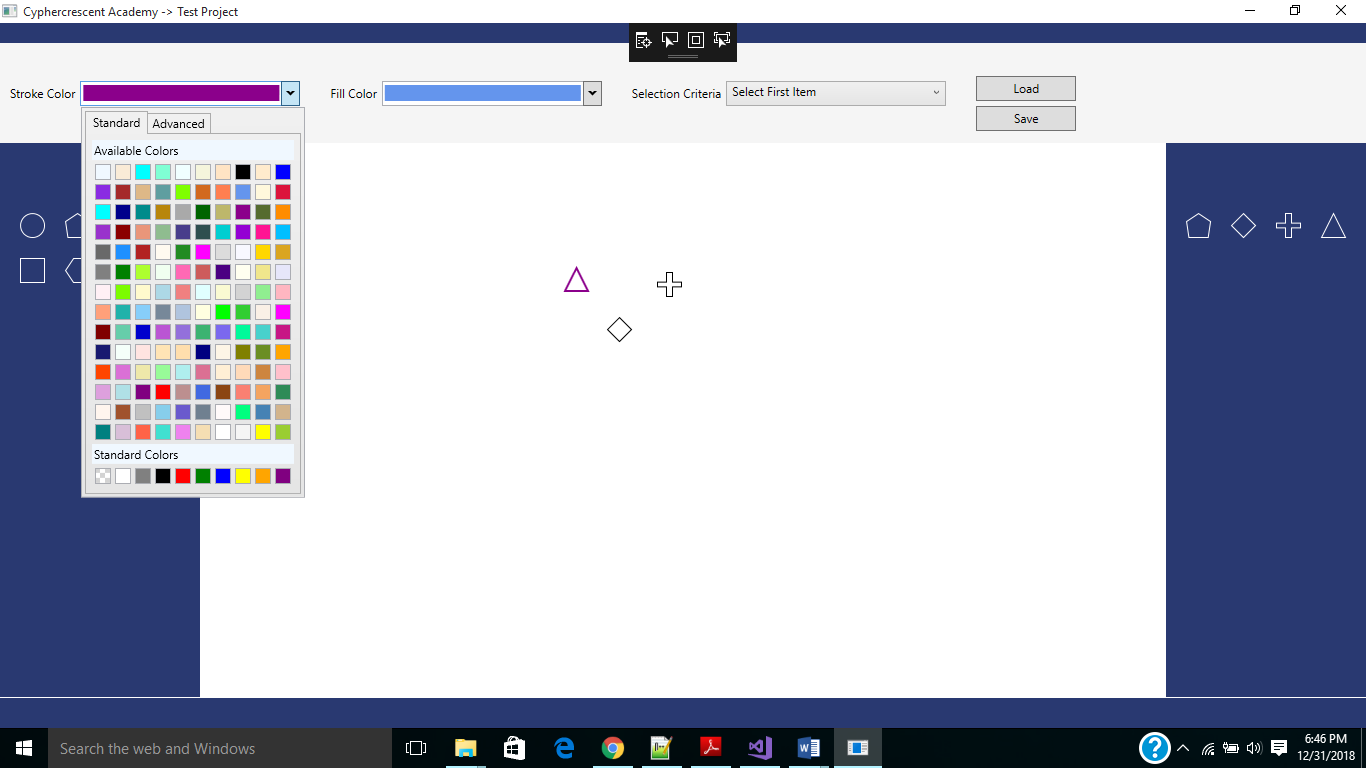 Cyphercrescent Academy -> Test Project
Stroke Color
Fill Color
Selection Criteria
Select First Item
Load
Save
Standard
Advanced
Available Colors
Standard Colors
Search the web and Windows
6:46 PM
12/31/2018